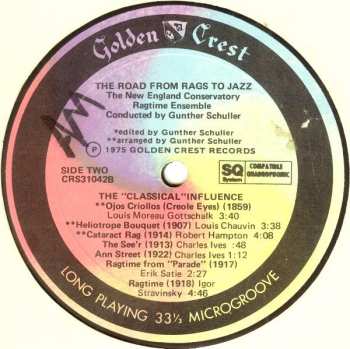 Golden Crest
THE ROAD FROM RAGS TO JAZZ
The New England Conservatory
Ragtime Ensemble
Conducted by Gunther Schuller
AM
*edited by Gunther Schuller
**arranged by Gunther Schuller
Ⓟ 1975 GOLDEN CREST RECORDS
SIDE TWO
CRS31042B
SQ
System
COMPATIBLE
QUADRAPHONIC
THE "CLASSICAL" INFLUENCE
**Ojos Criollos (Creole Eyes) (1859)
Louis Moreau Gottschalk 3:40
**Heliotrope Bouquet (1907) Louis Chauvin 3:38
**Cataract Rag (1914) Robert Hampton 4:08
The See'r (1913) Charles Ives :48
Ann Street (1922) Charles Ives 1:12
Ragtime from "Parade" (1917)
Erik Satie 2:27
Ragtime (1918) Igor
Stravinsky 4:46
LONG PLAYING 33⅓ MICROGROOVE